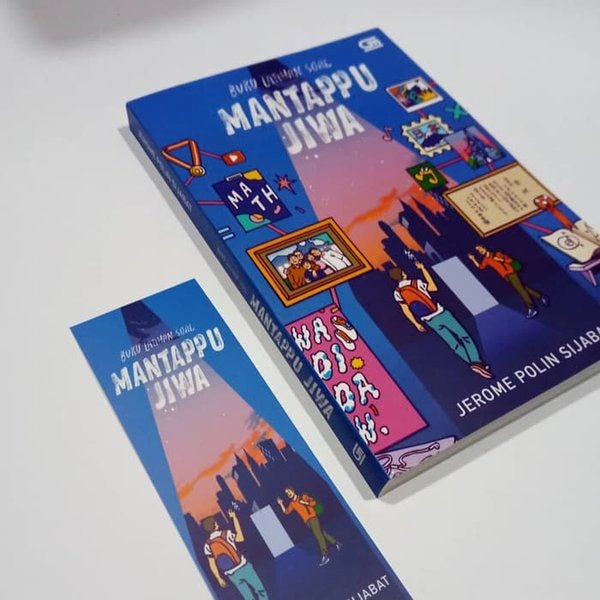 BUKU LATIHAN SOAL
MANTAPPU
JIWA
MATH
WA
DI
DA
W.
JEROME POLIN SIJABAT
MANTAPPU JIWA
BUKU LATIHAN SOAL
MANTAPPU
JIWA
SIJABAT